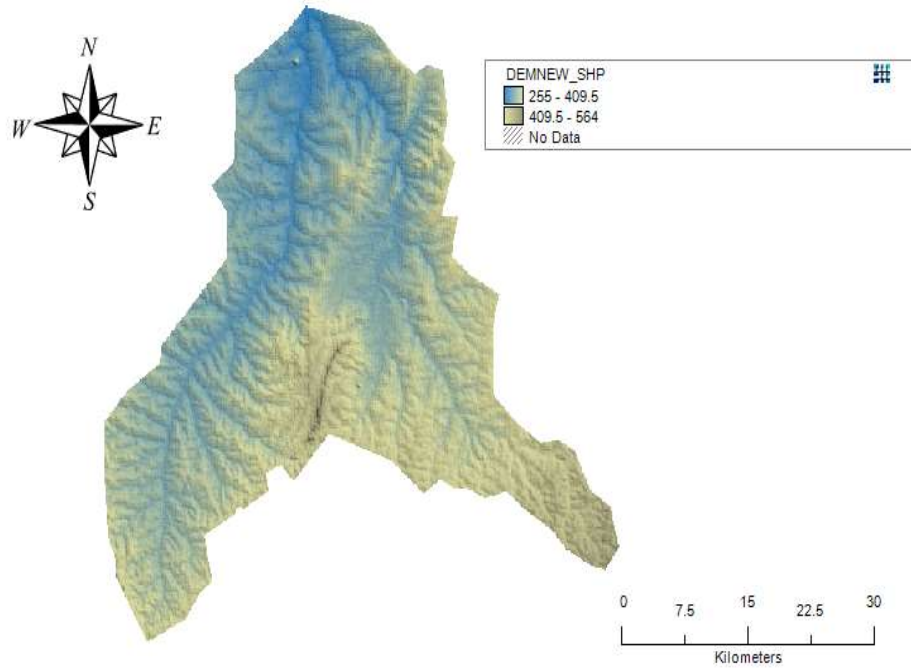 N
W E
S
DEMNEW_SHP
255 - 409.5
409.5 - 564
No Data
0 15 30
7.5 22.5
Kilometers